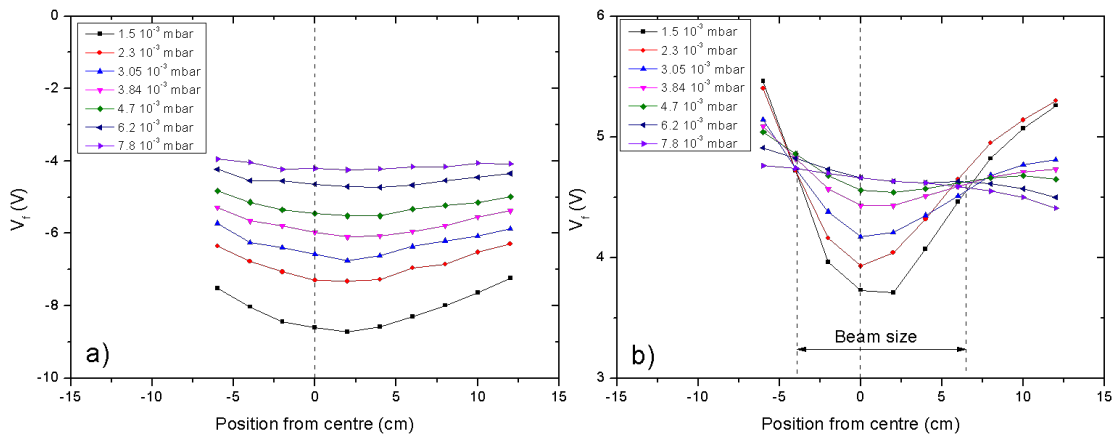 1.5 10⁻³ mbar
2.3 10⁻³ mbar
3.05 10⁻³ mbar
3.84 10⁻³ mbar
4.7 10⁻³ mbar
6.2 10⁻³ mbar
7.8 10⁻³ mbar
0
-2
-4
-6
-8
-10
V_f (V)
a)
-15 -10 -5 0 5 10 15
Position from centre (cm)
1.5 10⁻³ mbar
2.3 10⁻³ mbar
3.05 10⁻³ mbar
3.84 10⁻³ mbar
4.7 10⁻³ mbar
6.2 10⁻³ mbar
7.8 10⁻³ mbar
6
5
4
3
V_f (V)
Beam size
b)
-15 -10 -5 0 5 10 15
Position from centre (cm)